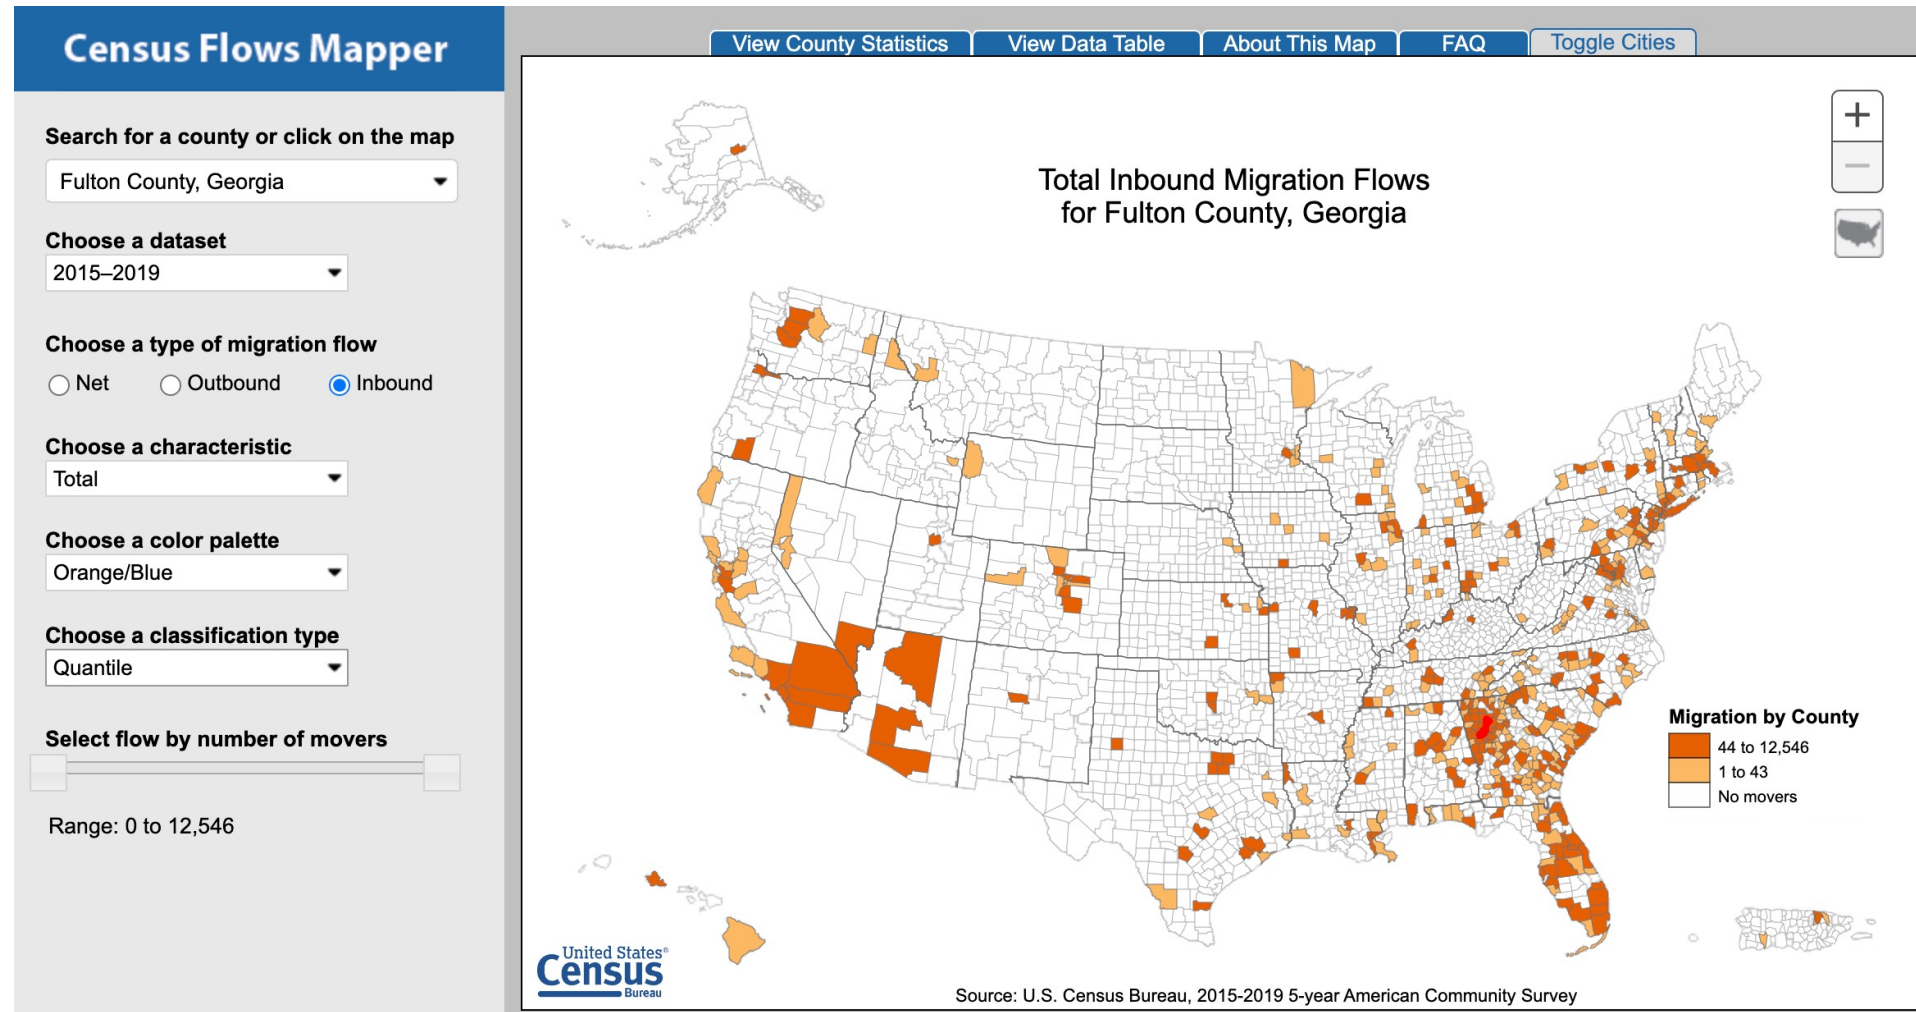 Census Flows Mapper
View County Statistics
View Data Table
About This Map
FAQ
Toggle Cities
Search for a county or click on the map
Fulton County, Georgia
Choose a dataset
2015–2019
Choose a type of migration flow
Net
Outbound
Inbound
Choose a characteristic
Total
Choose a color palette
Orange/Blue
Choose a classification type
Quantile
Select flow by number of movers
Range: 0 to 12,546
+
−
Total Inbound Migration Flows
for Fulton County, Georgia
Migration by County
44 to 12,546
1 to 43
No movers
United States®
Census
Bureau
Source: U.S. Census Bureau, 2015-2019 5-year American Community Survey